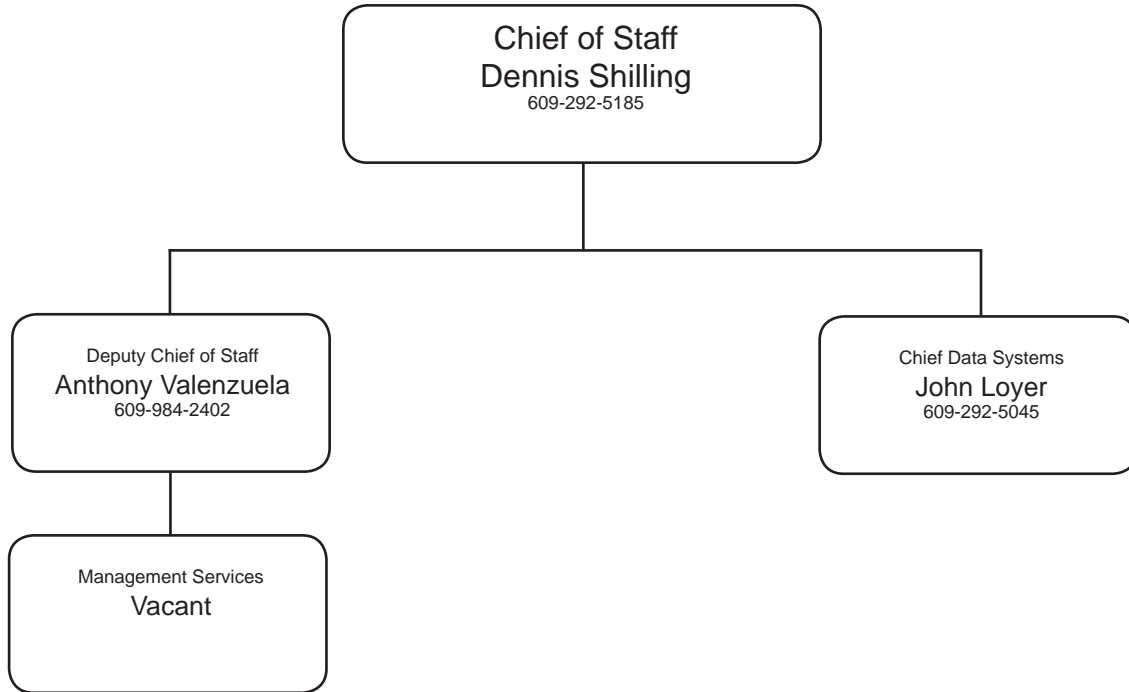 Chief of Staff
Dennis Shilling
609-292-5185
Deputy Chief of Staff
Anthony Valenzuela
609-984-2402
Chief Data Systems
John Loyer
609-292-5045
Management Services
Vacant